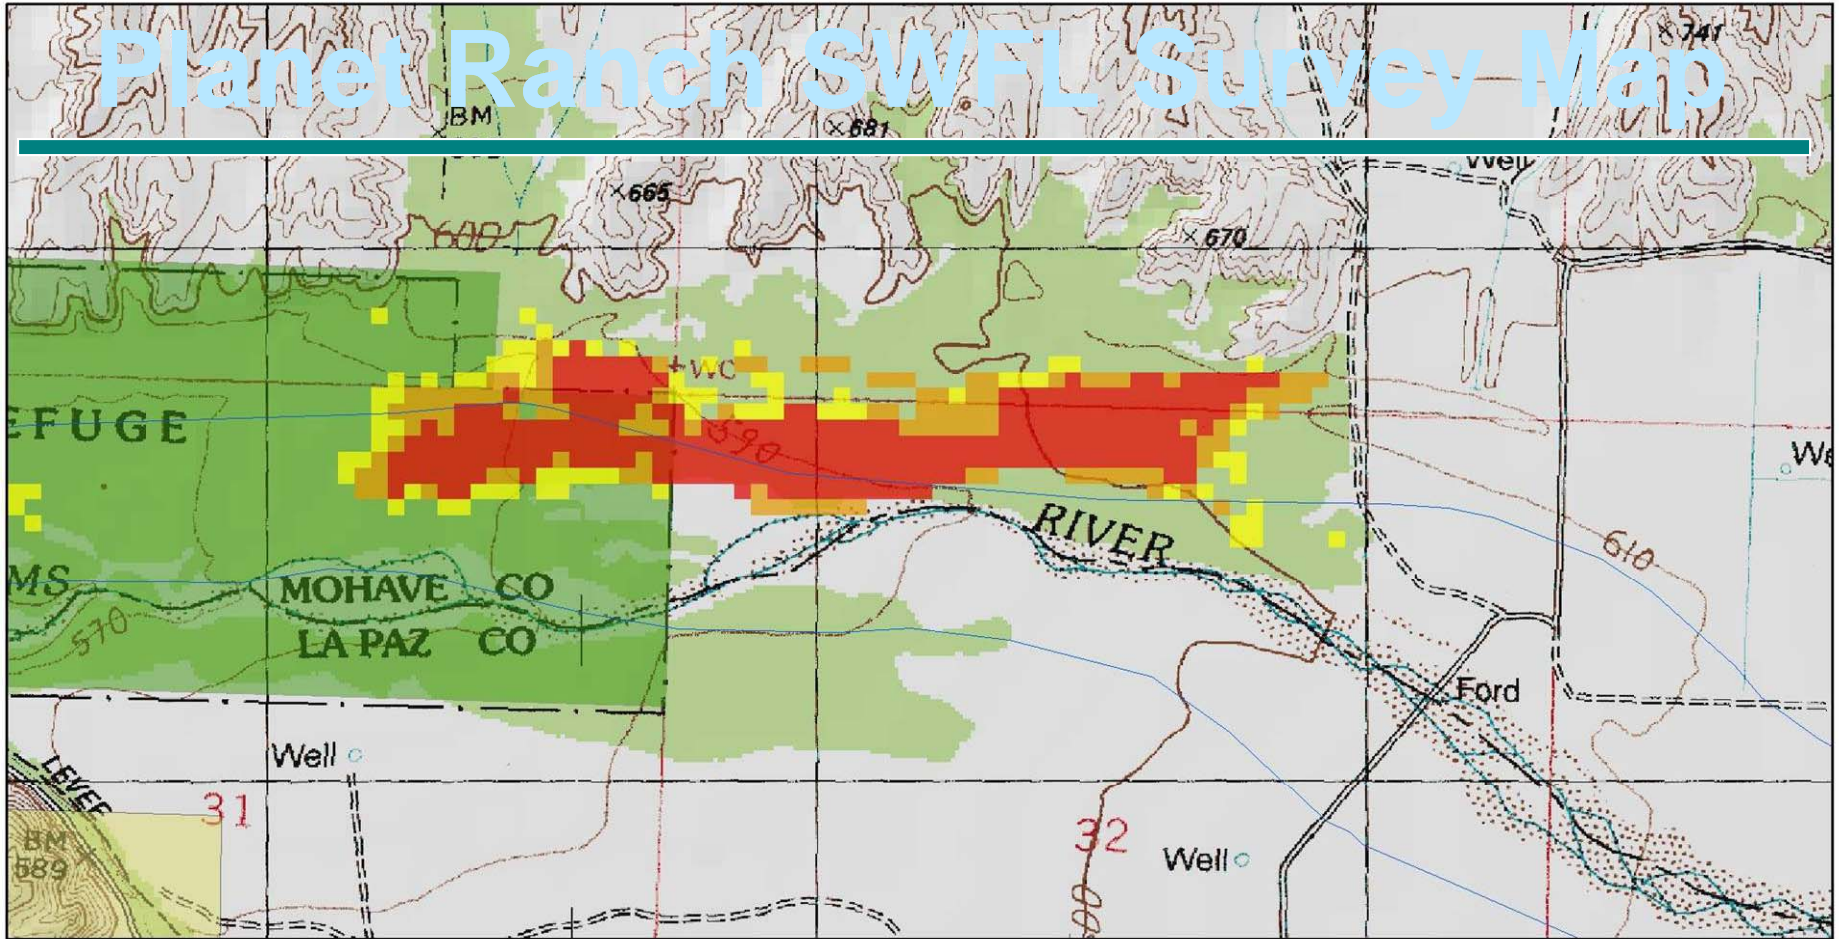 Planet Ranch SWFL Survey Map
741
BM
681
Well
665
600
670
WC
EFUGE
590
We
RIVER
610
MS
MOHAVE CO
570
LA PAZ CO
Ford
Well
LEVEE
31
32
BM
589
Well
00